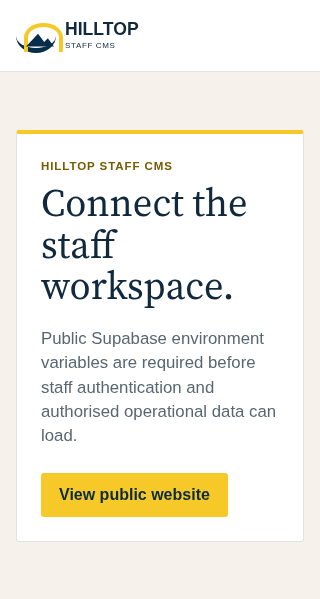 HILLTOP
STAFF CMS
HILLTOP STAFF CMS
Connect the
staff
workspace.
Public Supabase environment
variables are required before
staff authentication and
authorised operational data can
load.
View public website